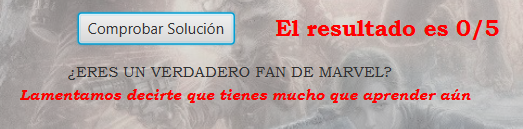 Comprobar Solución
El resultado es 0/5
¿ERES UN VERDADERO FAN DE MARVEL?
Lamentamos decirte que tienes mucho que aprender aún